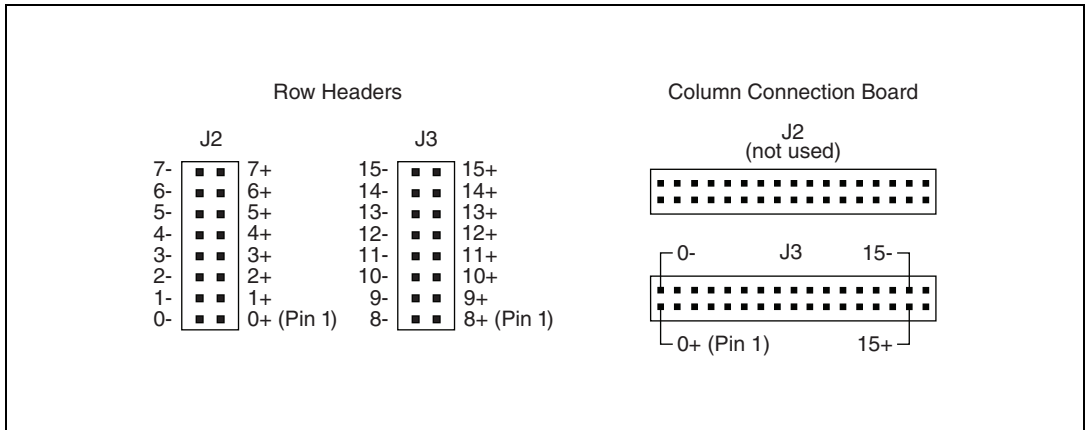 Row Headers
J2
7- 7+
6- 6+
5- 5+
4- 4+
3- 3+
2- 2+
1- 1+
0- 0+ (Pin 1)
J3
15- 15+
14- 14+
13- 13+
12- 12+
11- 11+
10- 10+
9- 9+
8- 8+ (Pin 1)
Column Connection Board
J2
(not used)
0- J3 15-
0+ (Pin 1) 15+